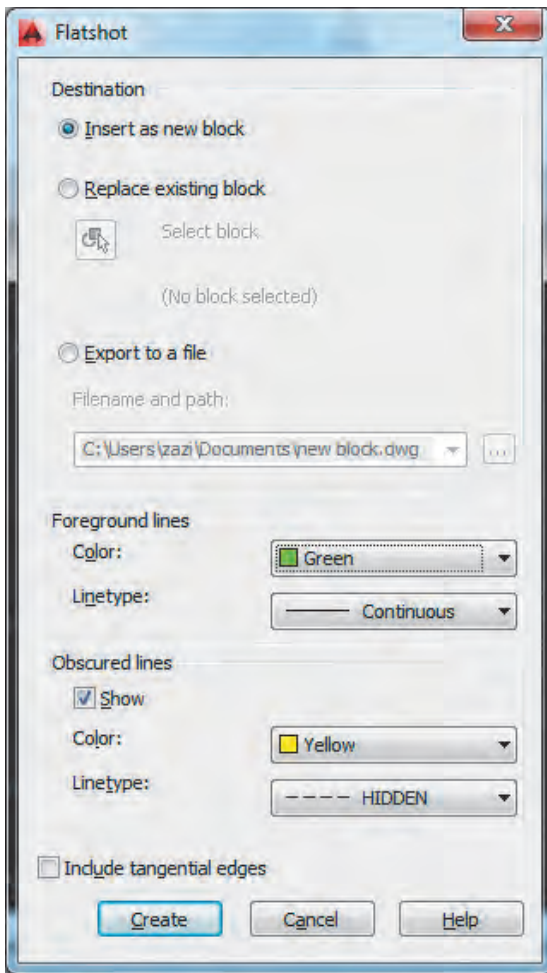 Flatshot
Destination
Insert as new block
Replace existing block
Select block
(No block selected)
Export to a file
Filename and path:
C:\Users\zazi\Documents\new block.dwg
...
Foreground lines
Color:
Green
Linetype:
Continuous
Obscured lines
Show
Color:
Yellow
Linetype:
HIDDEN
Include tangential edges
Create
Cancel
Help